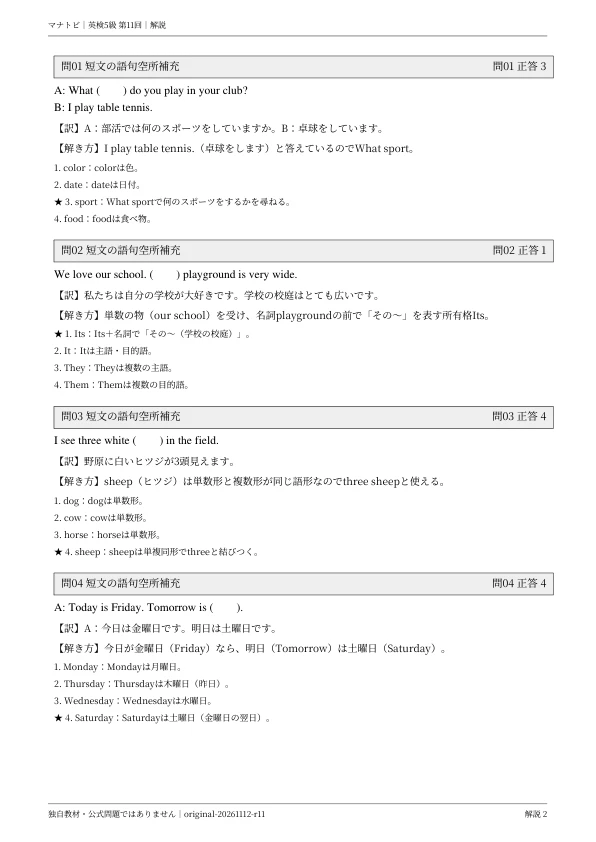 マナトビ｜英検5級 第11回｜解説
問01 短文の語句空所補充 問01 正答 3
A: What (　　) do you play in your club?
B: I play table tennis.
【訳】A：部活では何のスポーツをしていますか。B：卓球をしています。
【解き方】I play table tennis.（卓球をします）と答えているのでWhat sport。
1. color：colorは色。
2. date：dateは日付。
★ 3. sport：What sportで何のスポーツをするかを尋ねる。
4. food：foodは食べ物。
問02 短文の語句空所補充 問02 正答 1
We love our school. (　　) playground is very wide.
【訳】私たちは自分の学校が大好きです。学校の校庭はとても広いです。
【解き方】単数の物（our school）を受け、名詞playgroundの前で「その～」を表す所有格Its。
★ 1. Its：Its＋名詞で「その～（学校の校庭）」。
2. It：Itは主語・目的語。
3. They：Theyは複数の主語。
4. Them：Themは複数の目的語。
問03 短文の語句空所補充 問03 正答 4
I see three white (　　) in the field.
【訳】野原に白いヒツジが3頭見えます。
【解き方】sheep（ヒツジ）は単数形と複数形が同じ語形なのでthree sheepと使える。
1. dog：dogは単数形。
2. cow：cowは単数形。
3. horse：horseは単数形。
★ 4. sheep：sheepは単複同形でthreeと結びつく。
問04 短文の語句空所補充 問04 正答 4
A: Today is Friday. Tomorrow is (　　).
【訳】A：今日は金曜日です。明日は土曜日です。
【解き方】今日が金曜日（Friday）なら、明日（Tomorrow）は土曜日（Saturday）。
1. Monday：Mondayは月曜日。
2. Thursday：Thursdayは木曜日（昨日）。
3. Wednesday：Wednesdayは水曜日。
★ 4. Saturday：Saturdayは土曜日（金曜日の翌日）。
独自教材・公式問題ではありません｜original-20261112-r11 解説 2